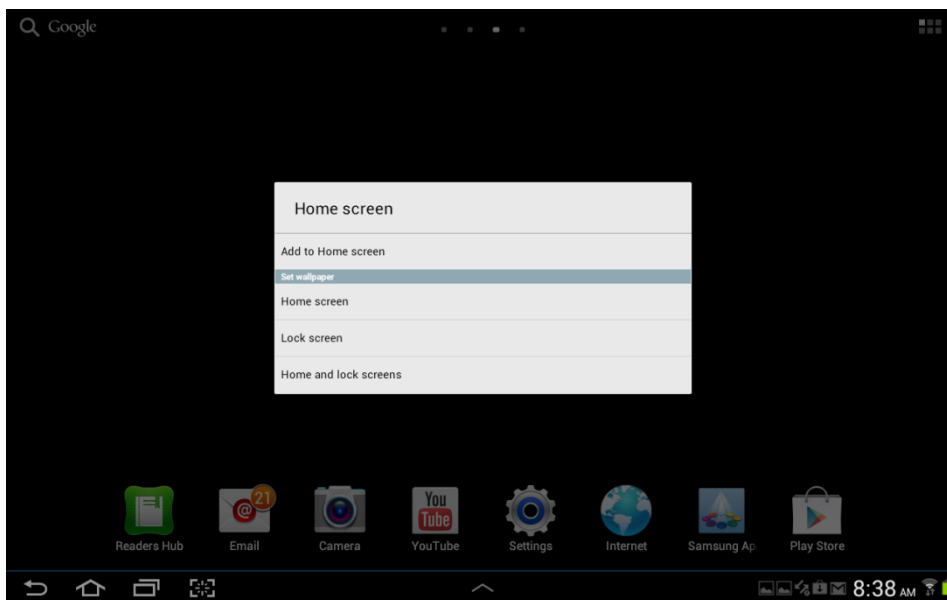 Google
Home screen
Add to Home screen
Set wallpaper
Home screen
Lock screen
Home and lock screens
21
@
You
Tube
Readers Hub
Email
Camera
YouTube
Settings
Internet
Samsung Ap
Play Store
8:38 AM